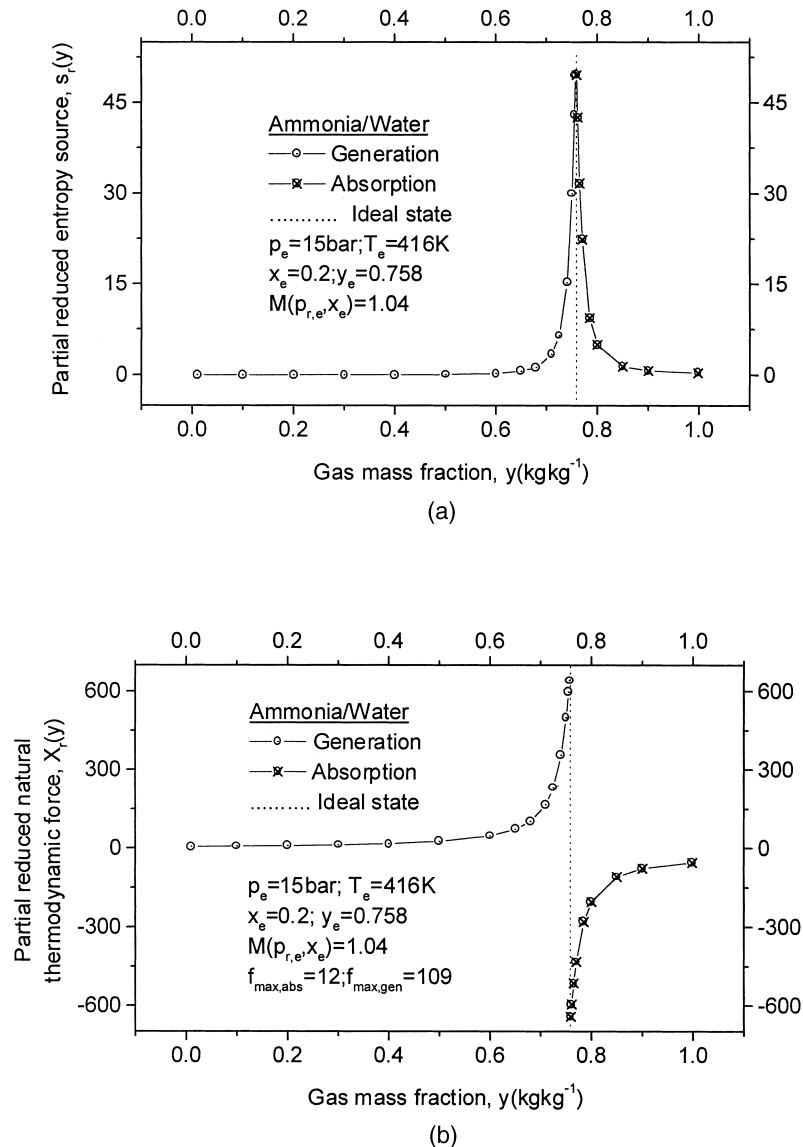 0.0 0.2 0.4 0.6 0.8 1.0
Partial reduced entropy source, s_r(y)
45 45
30 30
15 15
0 0
Ammonia/Water
Generation
Absorption
Ideal state
p_e=15bar;T_e=416K
x_e=0.2;y_e=0.758
M(p_r,e,x_e)=1.04
0.0 0.2 0.4 0.6 0.8 1.0
Gas mass fraction, y(kgkg⁻¹)
(a)
0.0 0.2 0.4 0.6 0.8 1.0
Partial reduced natural
thermodynamic force, X_r(y)
600 600
300 300
0 0
-300 -300
-600 -600
Ammonia/Water
Generation
Absorption
Ideal state
p_e=15bar; T_e=416K
x_e=0.2; y_e=0.758
M(p_r,e,x_e)=1.04
f_max,abs=12;f_max,gen=109
0.0 0.2 0.4 0.6 0.8 1.0
Gas mass fraction, y(kgkg⁻¹)
(b)